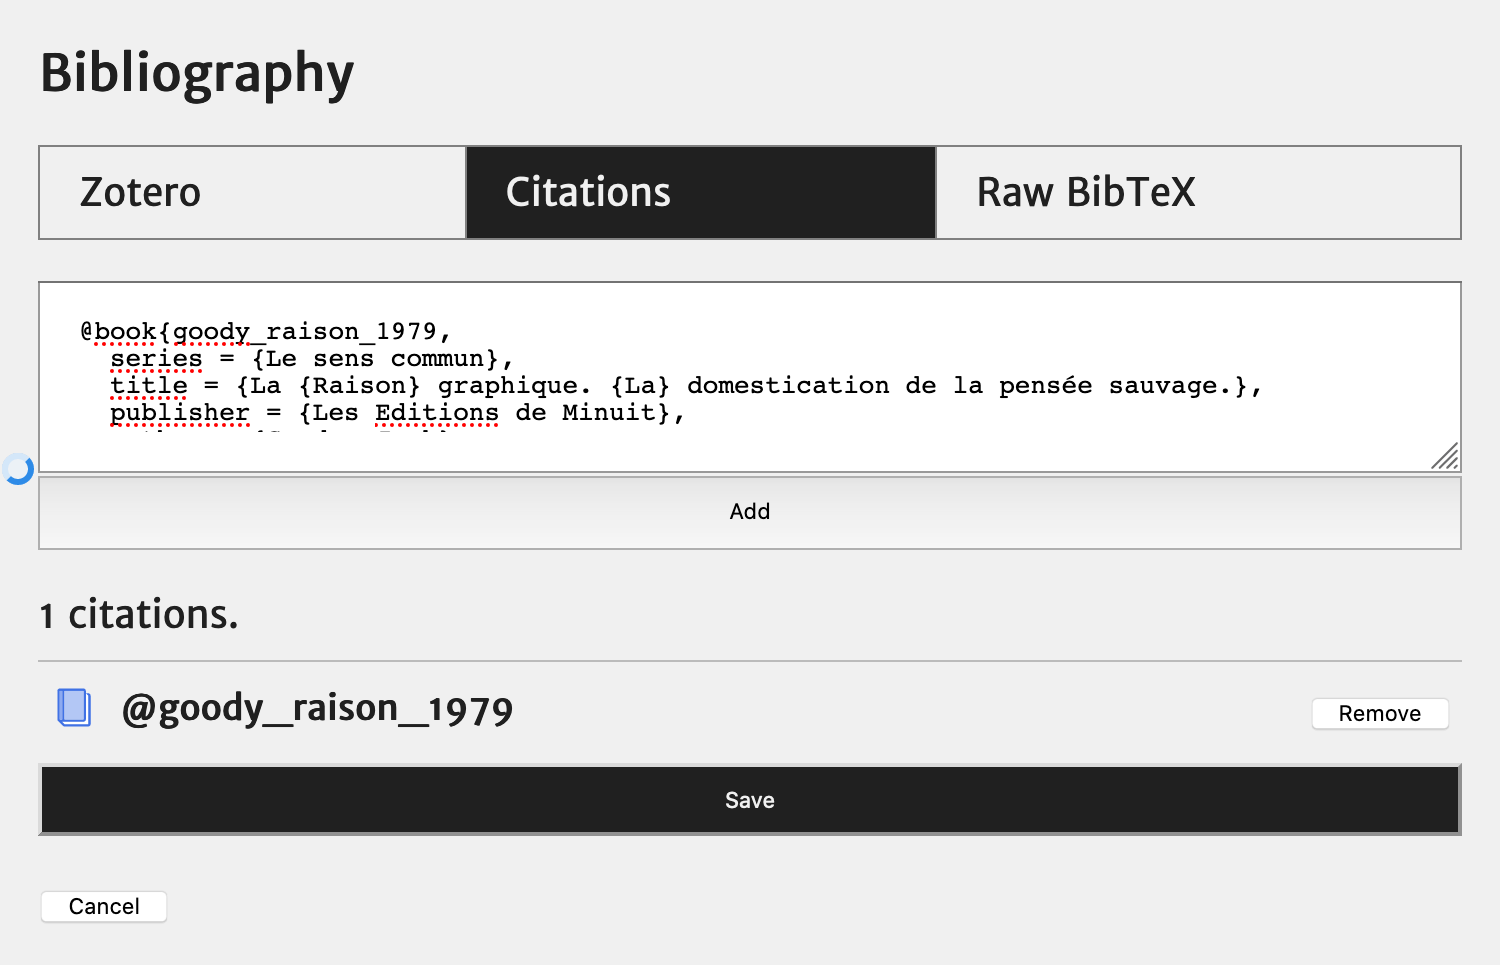 Bibliography
Zotero
Citations
Raw BibTeX
@book{goody_raison_1979,
series = {Le sens commun},
title = {La {Raison} graphique. {La} domestication de la pensée sauvage.},
publisher = {Les Editions de Minuit},
Add
1 citations.
@goody_raison_1979
Remove
Save
Cancel